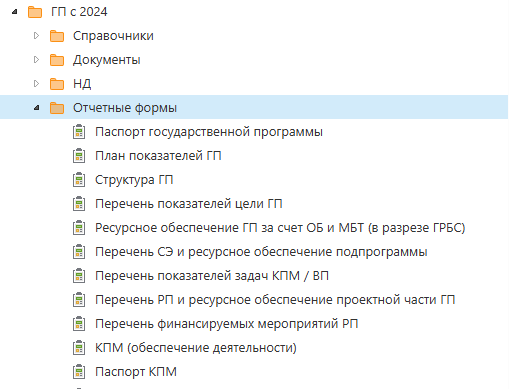 ГП с 2024
Справочники
Документы
НД
Отчетные формы
Паспорт государственной программы
План показателей ГП
Структура ГП
Перечень показателей цели ГП
Ресурсное обеспечение ГП за счет ОБ и МБТ (в разрезе ГРБС)
Перечень СЭ и ресурсное обеспечение подпрограммы
Перечень показателей задач КПМ / ВП
Перечень РП и ресурсное обеспечение проектной части ГП
Перечень финансируемых мероприятий РП
КПМ (обеспечение деятельности)
Паспорт КПМ